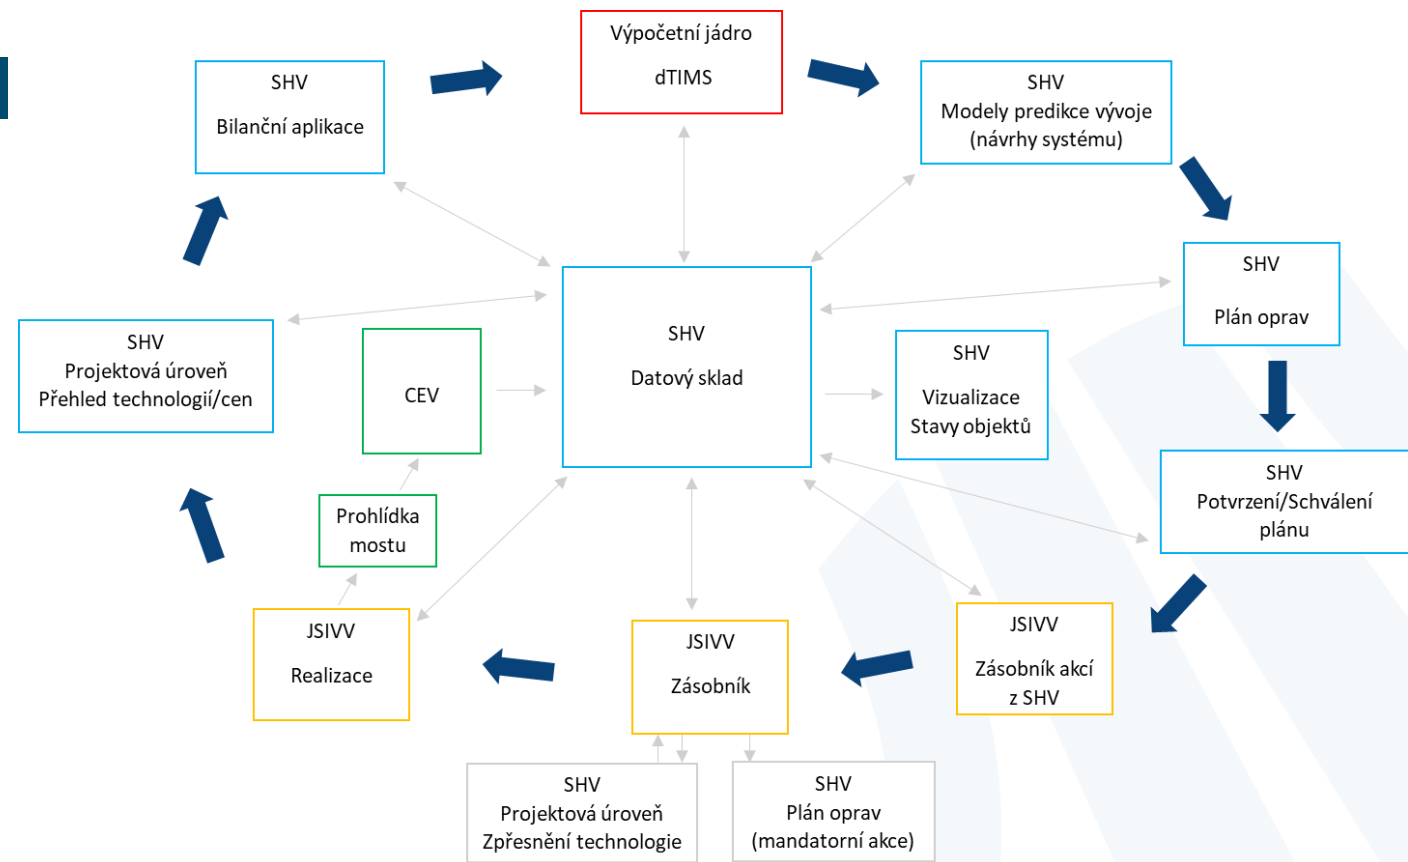 Výpočetní jádro
dTIMS
SHV
Bilanční aplikace
SHV
Modely predikce vývoje
(návrhy systému)
SHV
Plán oprav
SHV
Projektová úroveň
Přehled technologií/cen
CEV
SHV
Datový sklad
SHV
Vizualizace
Stavy objektů
SHV
Potvrzení/Schválení
plánu
Prohlídka
mostu
JSIVV
Realizace
JSIVV
Zásobník
JSIVV
Zásobník akcí
z SHV
SHV
Projektová úroveň
Zpřesnění technologie
SHV
Plán oprav
(mandatorní akce)